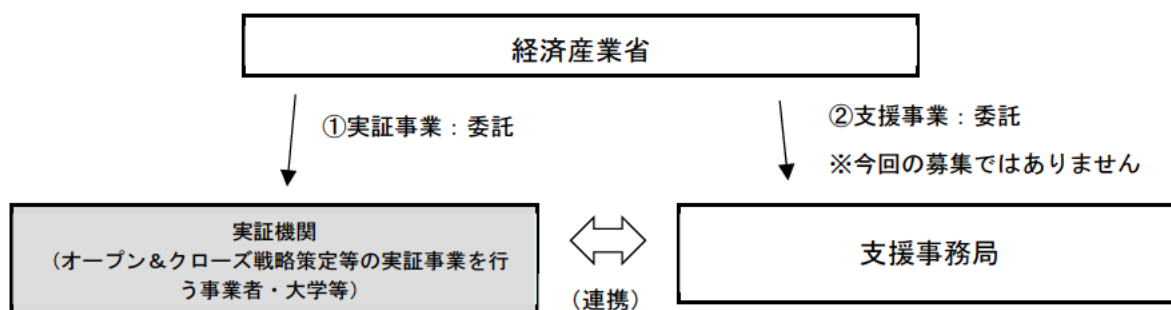 経済産業省
①実証事業：委託
②支援事業：委託
※今回の募集ではありません
実証機関
（オープン＆クローズ戦略策定等の実証事業を行
う事業者・大学等）
（連携）
支援事務局